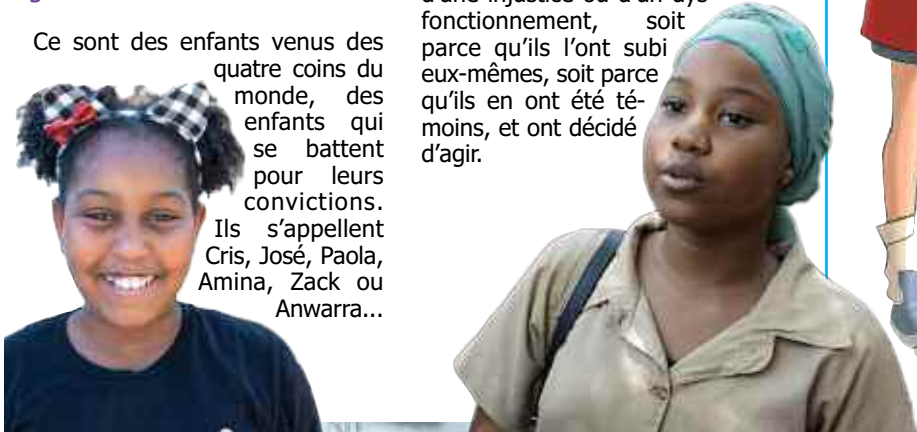 Ce sont des enfants venus des
quatre coins du
monde, des
enfants qui
se battent
pour leurs
convictions.
Ils s'appellent
Cris, José, Paola,
Amina, Zack ou
Anwarra...
fonctionnement, soit
parce qu'ils l'ont subi
eux-mêmes, soit parce
qu'ils en ont été té-
moins, et ont décidé
d'agir.